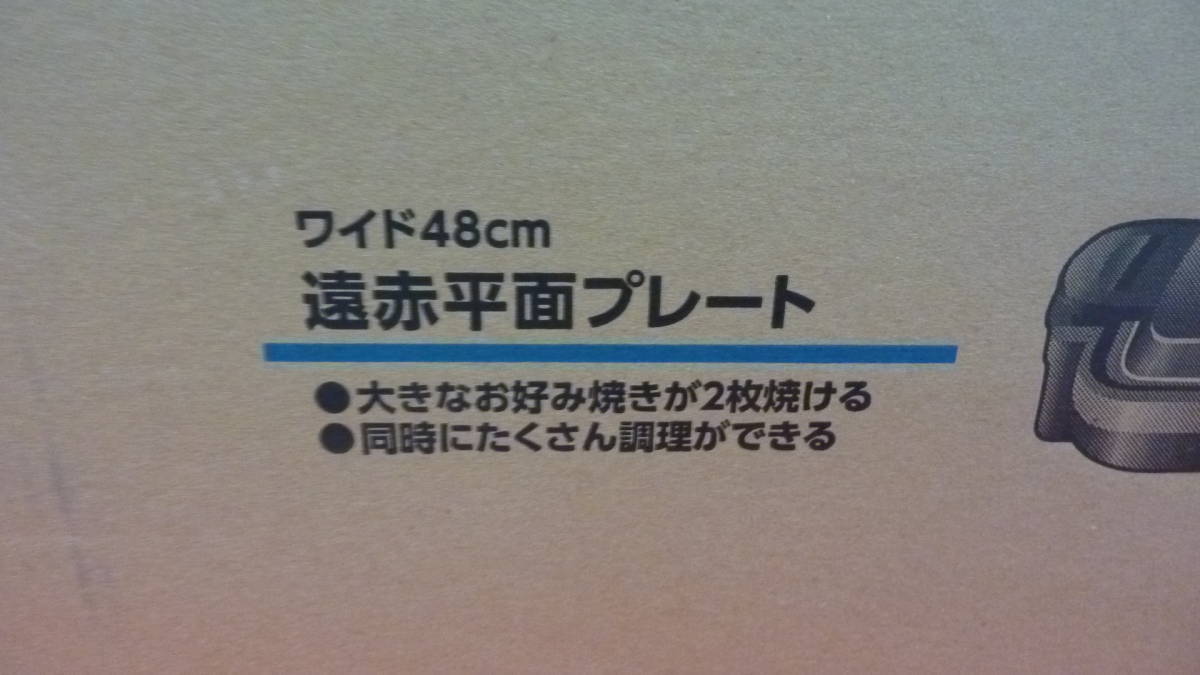 ワイド48cm
遠赤平面プレート
●大きなお好み焼きが2枚焼ける
●同時にたくさん調理ができる